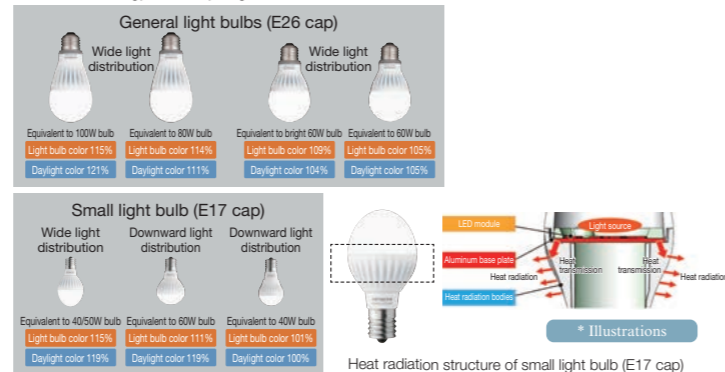 General light bulbs (E26 cap)
Wide light
distribution
Wide light
distribution
Equivalent to 100W bulb
Equivalent to 80W bulb
Equivalent to bright 60W bulb
Equivalent to 60W bulb
Light bulb color 115%
Light bulb color 114%
Light bulb color 109%
Light bulb color 105%
Daylight color 121%
Daylight color 111%
Daylight color 104%
Daylight color 105%
Small light bulb (E17 cap)
Wide light
distribution
Downward light
distribution
Downward light
distribution
Equivalent to 40/50W bulb
Equivalent to 60W bulb
Equivalent to 40W bulb
Light bulb color 115%
Light bulb color 111%
Light bulb color 101%
Daylight color 119%
Daylight color 119%
Daylight color 100%
LED module
Light source
Aluminum base plate
Heat
transmission
Heat
transmission
Heat radiation
Heat radiation
Heat radiation bodies
* Illustrations
Heat radiation structure of small light bulb (E17 cap)